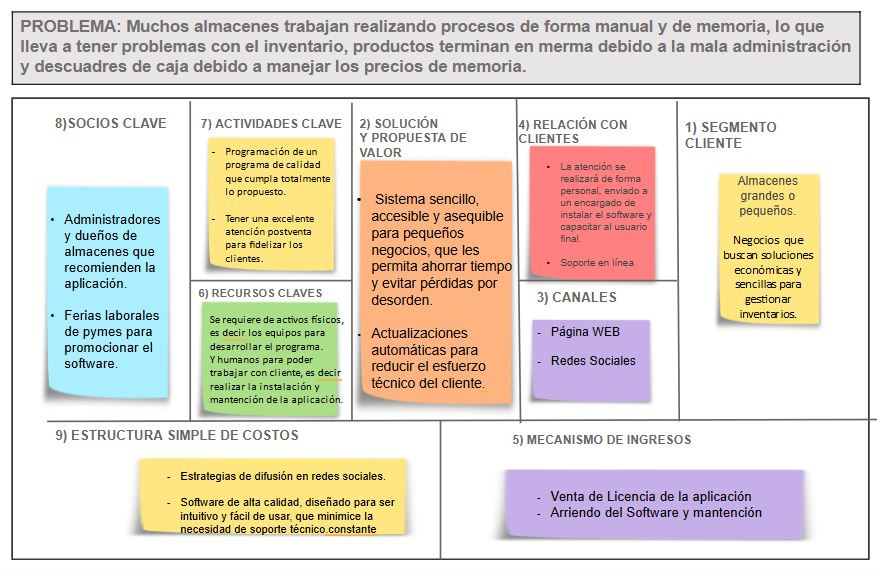 PROBLEMA: Muchos almacenes trabajan realizando procesos de forma manual y de memoria, lo que
lleva a tener problemas con el inventario, productos terminan en merma debido a la mala administración
y descuadres de caja debido a manejar los precios de memoria.
8)SOCIOS CLAVE
• Administradores
y dueños de
almacenes que
recomienden la
aplicación.
• Ferias laborales
de pymes para
promocionar el
software.
7) ACTIVIDADES CLAVE
- Programación de un
programa de calidad
que cumpla totalmente
lo propuesto.
- Tener una excelente
atención postventa
para fidelizar los
clientes.
6) RECURSOS CLAVES
Se requiere de activos físicos,
es decir los equipos para
desarrollar el programa.
Y humanos para poder
trabajar con cliente, es decir
realizar la instalación y
mantención de la aplicación.
2) SOLUCIÓN
Y PROPUESTA DE
VALOR
• Sistema sencillo,
accesible y asequible
para pequeños
negocios, que les
permita ahorrar tiempo
y evitar pérdidas por
desorden.
- Actualizaciones
automáticas para
reducir el esfuerzo
técnico del cliente.
4) RELACIÓN CON
CLIENTES
• La atención se
realizará de forma
personal, enviado a
un encargado de
instalar el software y
capacitar al usuario
final.
• Soporte en línea.
3) CANALES
- Página WEB
- Redes Sociales
1) SEGMENTO
CLIENTE
Almacenes
grandes o
pequeños.
Negocios que
buscan soluciones
económicas y
sencillas para
gestionar
inventarios.
9) ESTRUCTURA SIMPLE DE COSTOS
- Estrategias de difusión en redes sociales.
- Software de alta calidad, diseñado para ser
intuitivo y fácil de usar, que minimice la
necesidad de soporte técnico constante
5) MECANISMO DE INGRESOS
- Venta de Licencia de la aplicación
- Arriendo del Software y mantención